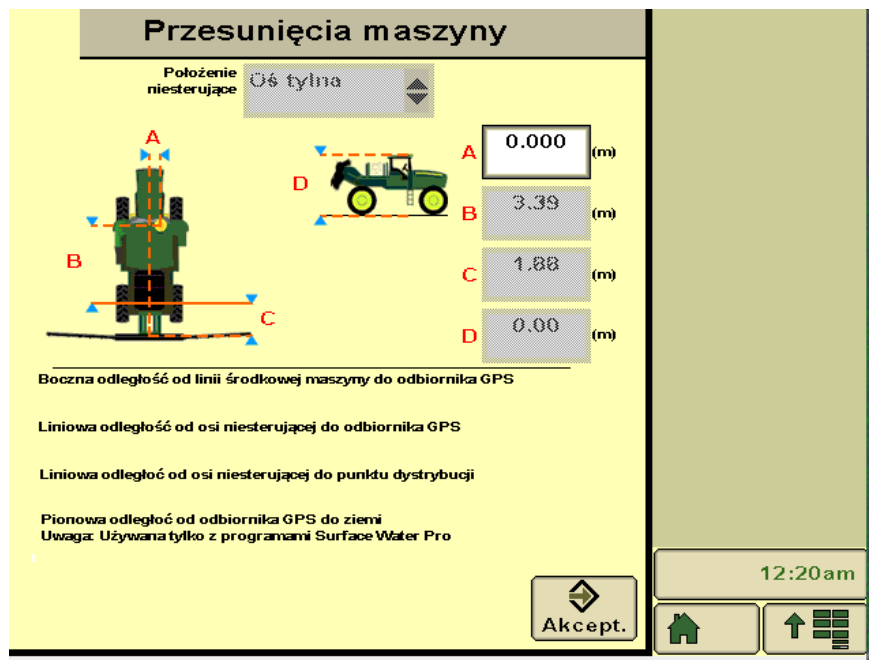 Przesunięcia maszyny
Położenie
niesterujące
Oś tylna
A
D
B
C
A 0.000 (m)
B 3.39 (m)
C 1.88 (m)
D 0.00 (m)
Boczna odległość od linii środkowej maszyny do odbiornika GPS
Liniowa odległość od osi niesterującej do odbiornika GPS
Liniowa odległoć od osi niesterującej do punktu dystrybucji
Pionowa odległoć od odbiornika GPS do ziemi
Uwaga: Używana tylko z programami Surface Water Pro
Akcept.
12:20am